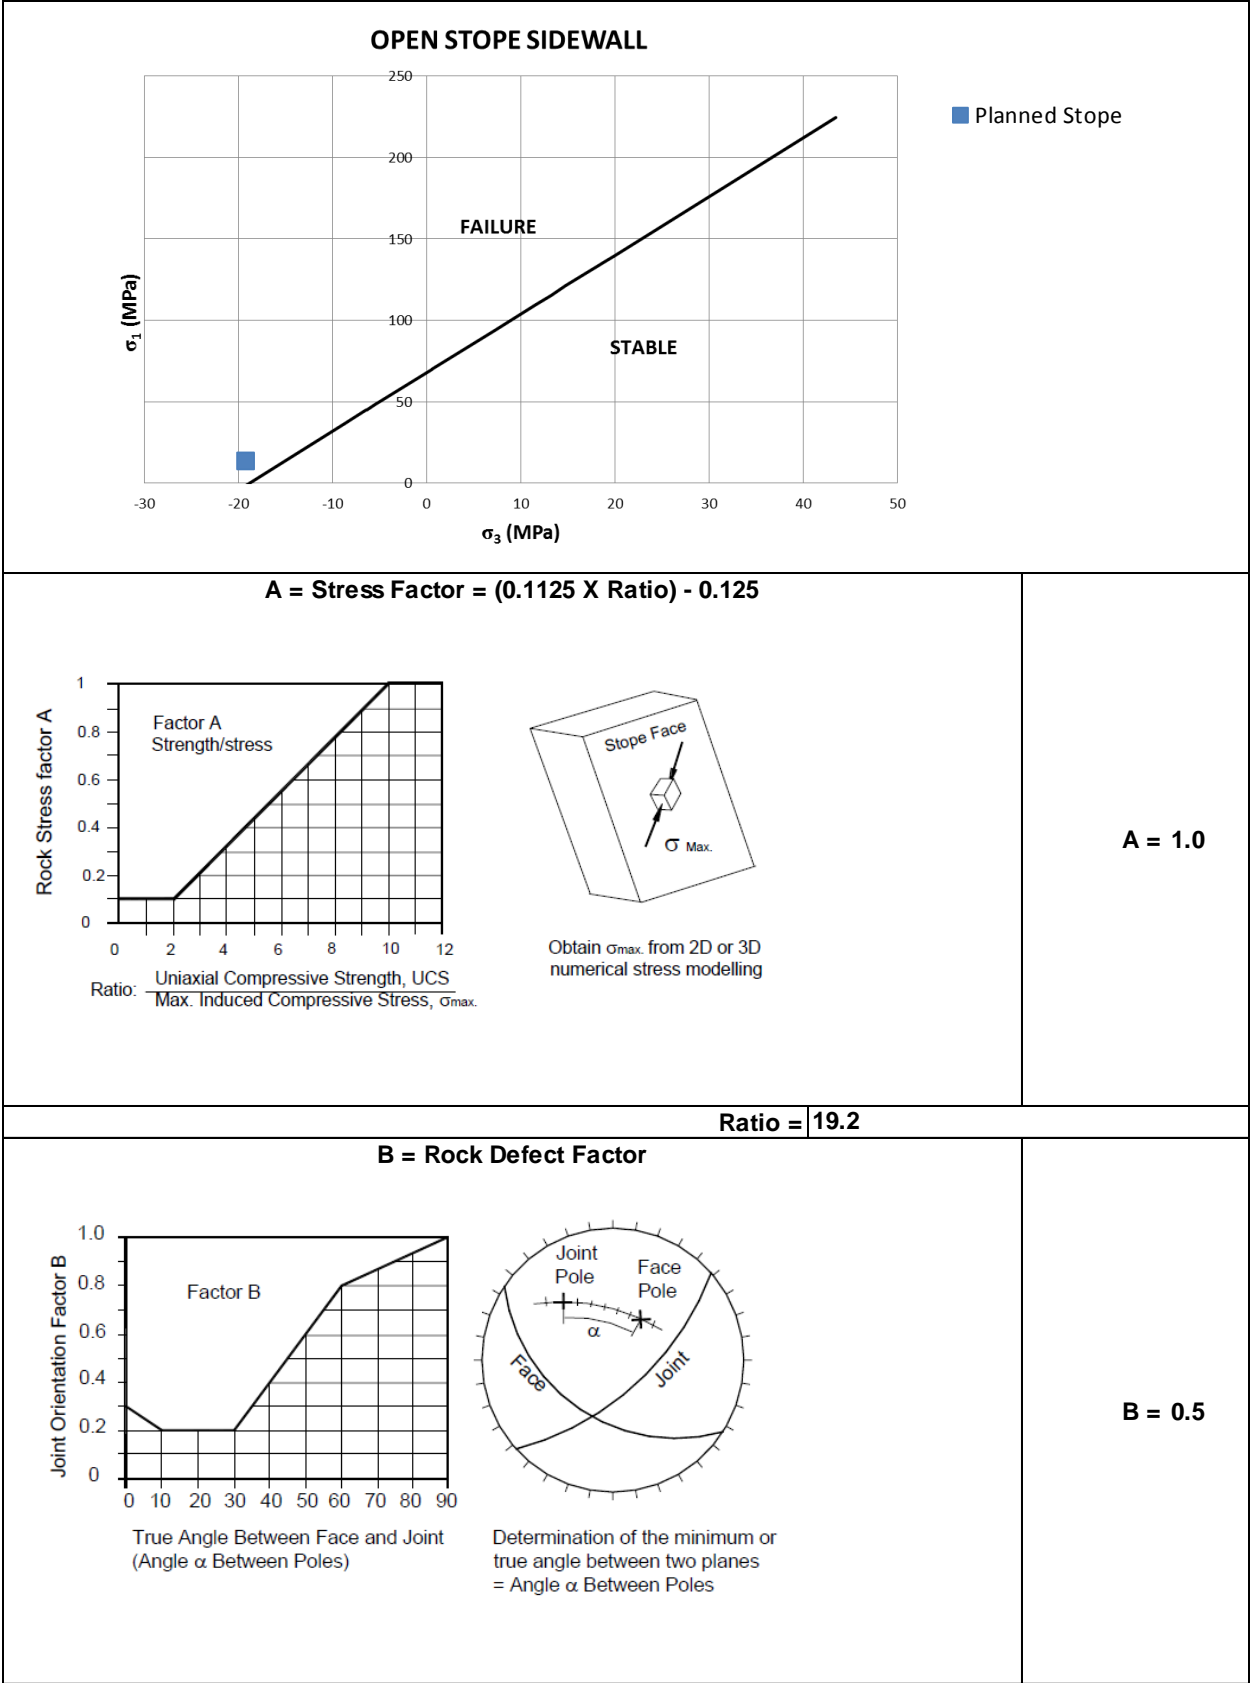 OPEN STOPE SIDEWALL
250
200
150
100
50
0
-30 -20 -10 0 10 20 30 40 50
σ1 (MPa)
σ3 (MPa)
FAILURE
STABLE
Planned Stope
A = Stress Factor = (0.1125 X Ratio) - 0.125
1
0.8
0.6
0.4
0.2
0
Rock Stress factor A
Factor A
Strength/stress
0 2 4 6 8 10 12
Ratio: Uniaxial Compressive Strength, UCS
Max. Induced Compressive Stress, σmax.
Stope Face
σ Max.
Obtain σmax. from 2D or 3D
numerical stress modelling
A = 1.0
Ratio = 19.2
B = Rock Defect Factor
1.0
0.8
0.6
0.4
0.2
0
Joint Orientation Factor B
Factor B
0 10 20 30 40 50 60 70 80 90
True Angle Between Face and Joint
(Angle α Between Poles)
Joint
Pole
Face
Pole
α
Face
Joint
Determination of the minimum or
true angle between two planes
= Angle α Between Poles
B = 0.5